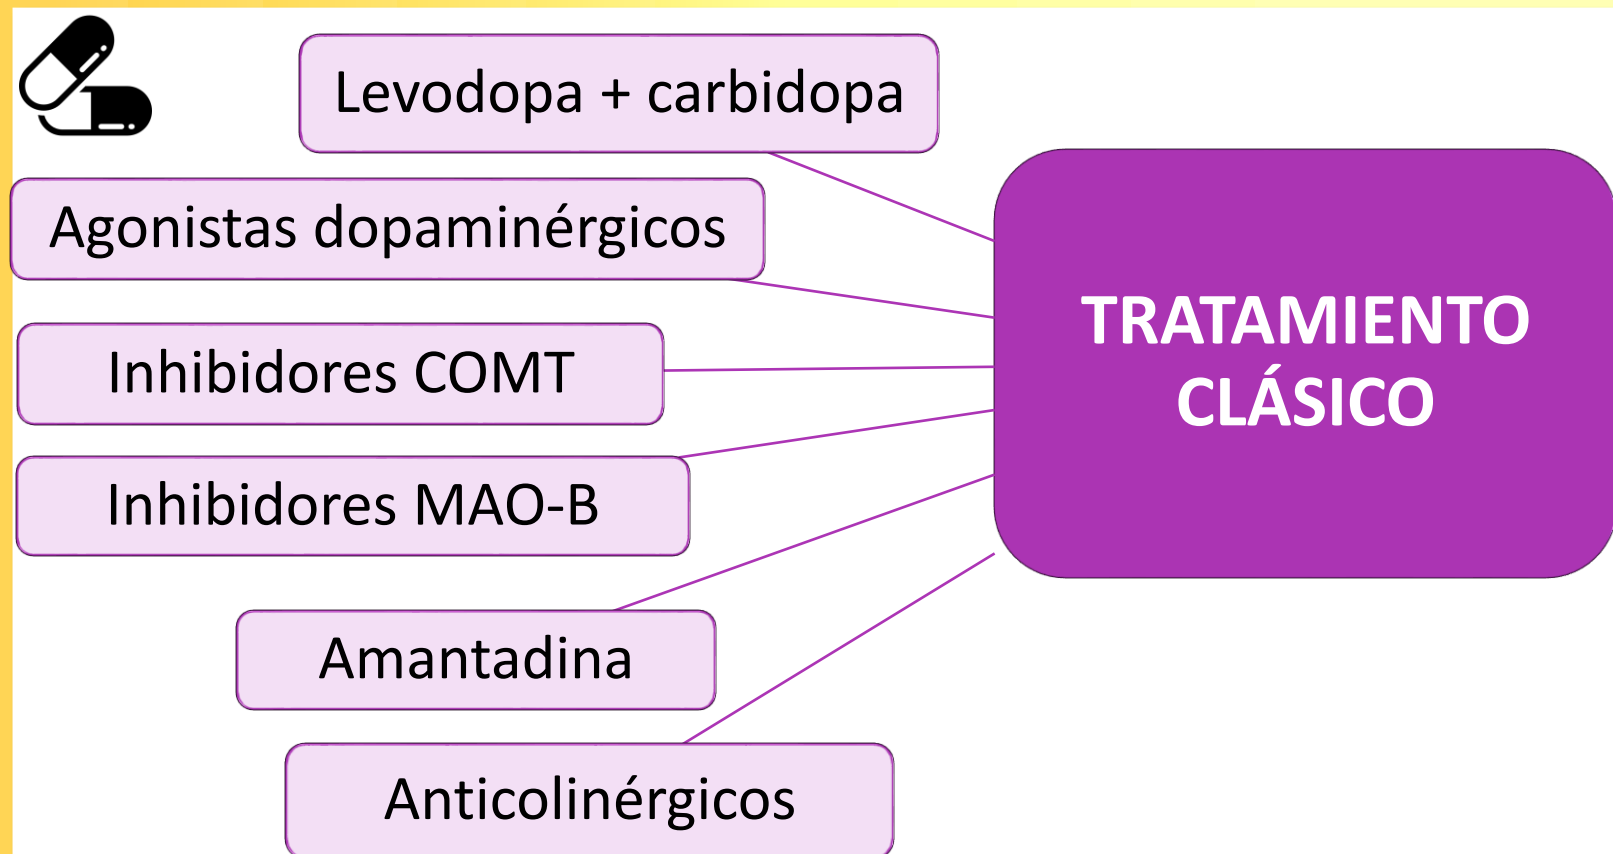 Levodopa + carbidopa
Agonistas dopaminérgicos
Inhibidores COMT
Inhibidores MAO-B
Amantadina
Anticolinérgicos
TRATAMIENTO
CLÁSICO